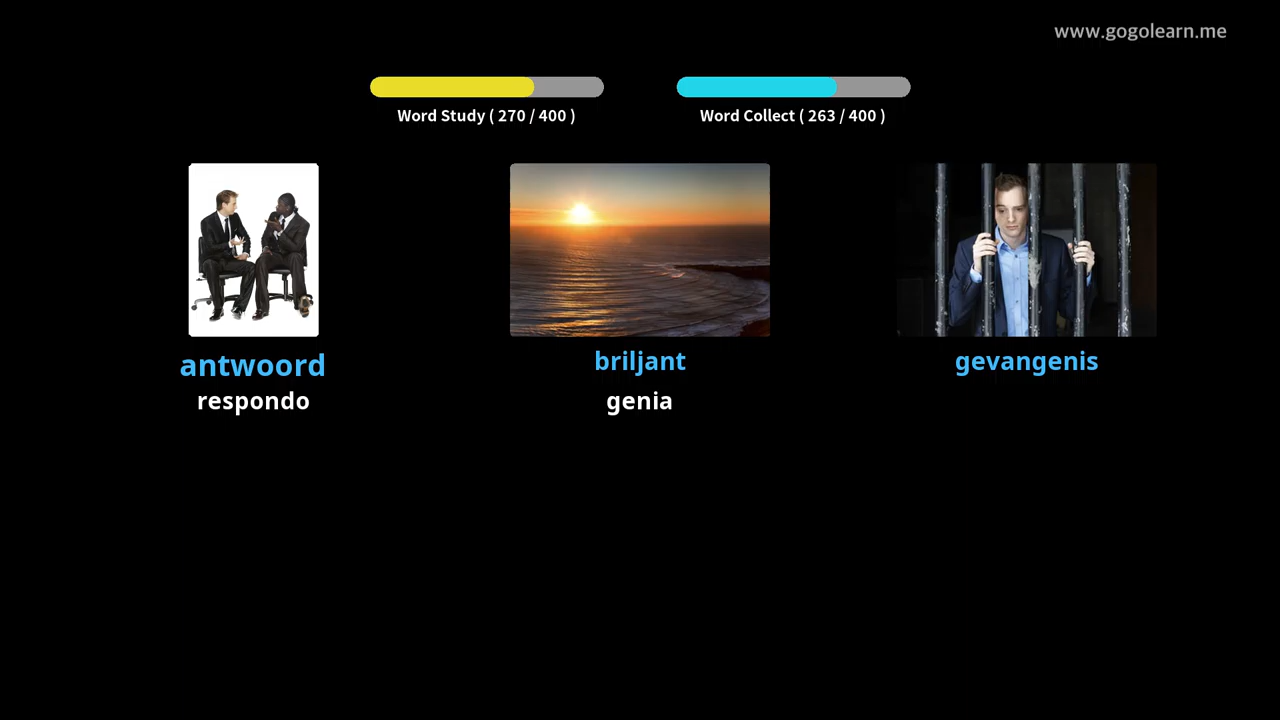 www.gogolearn.me
Word Study ( 270 / 400 )
Word Collect ( 263 / 400 )
antwoord
respondo
briljant
genia
gevangenis